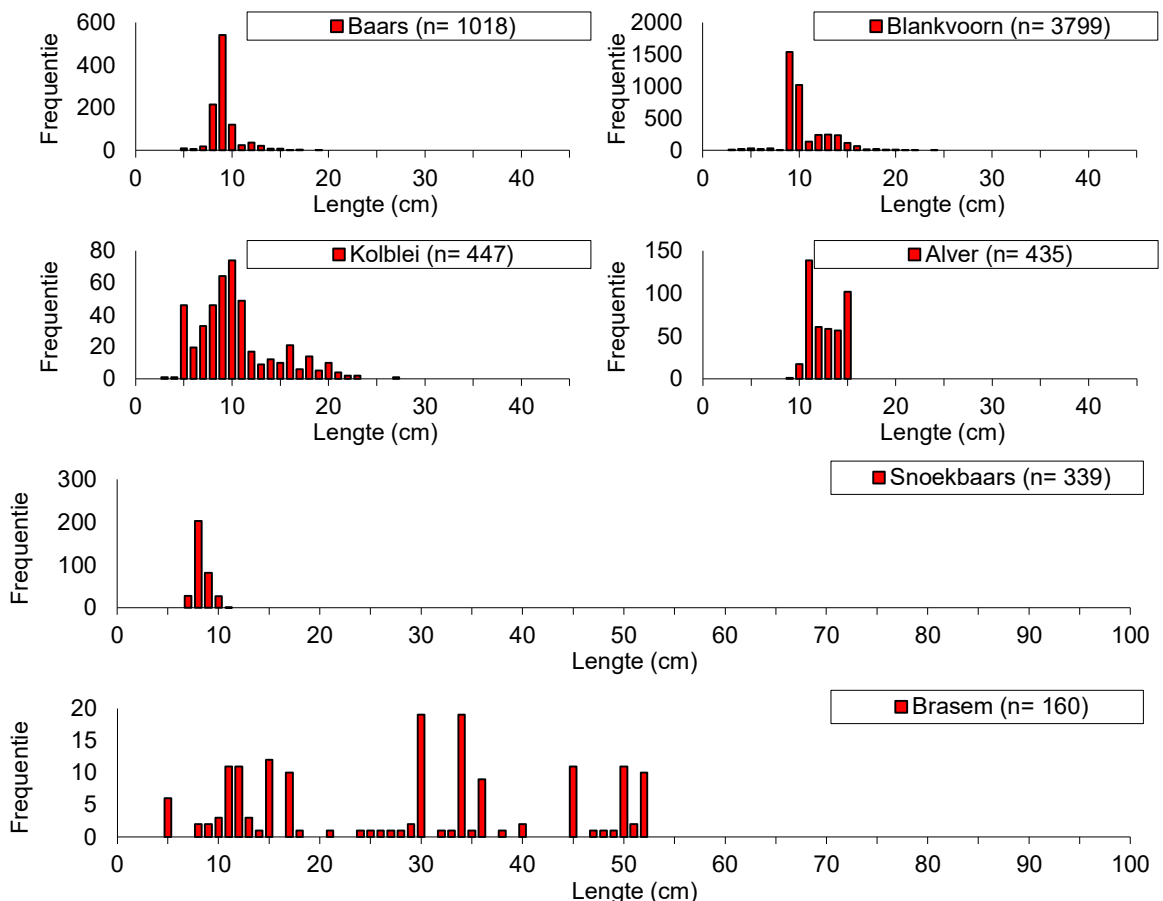 Baars (n= 1018)
Frequentie
600
400
200
0
0 10 20 30 40
Lengte (cm)
Blankvoorn (n= 3799)
Frequentie
2000
1500
1000
500
0
0 10 20 30 40
Lengte (cm)
Kolblei (n= 447)
Frequentie
80
60
40
20
0
0 10 20 30 40
Lengte (cm)
Alver (n= 435)
Frequentie
150
100
50
0
0 10 20 30 40
Lengte (cm)
Snoekbaars (n= 339)
Frequentie
300
200
100
0
0 10 20 30 40 50 60 70 80 90 100
Lengte (cm)
Brasem (n= 160)
Frequentie
20
15
10
5
0
0 10 20 30 40 50 60 70 80 90 100
Lengte (cm)